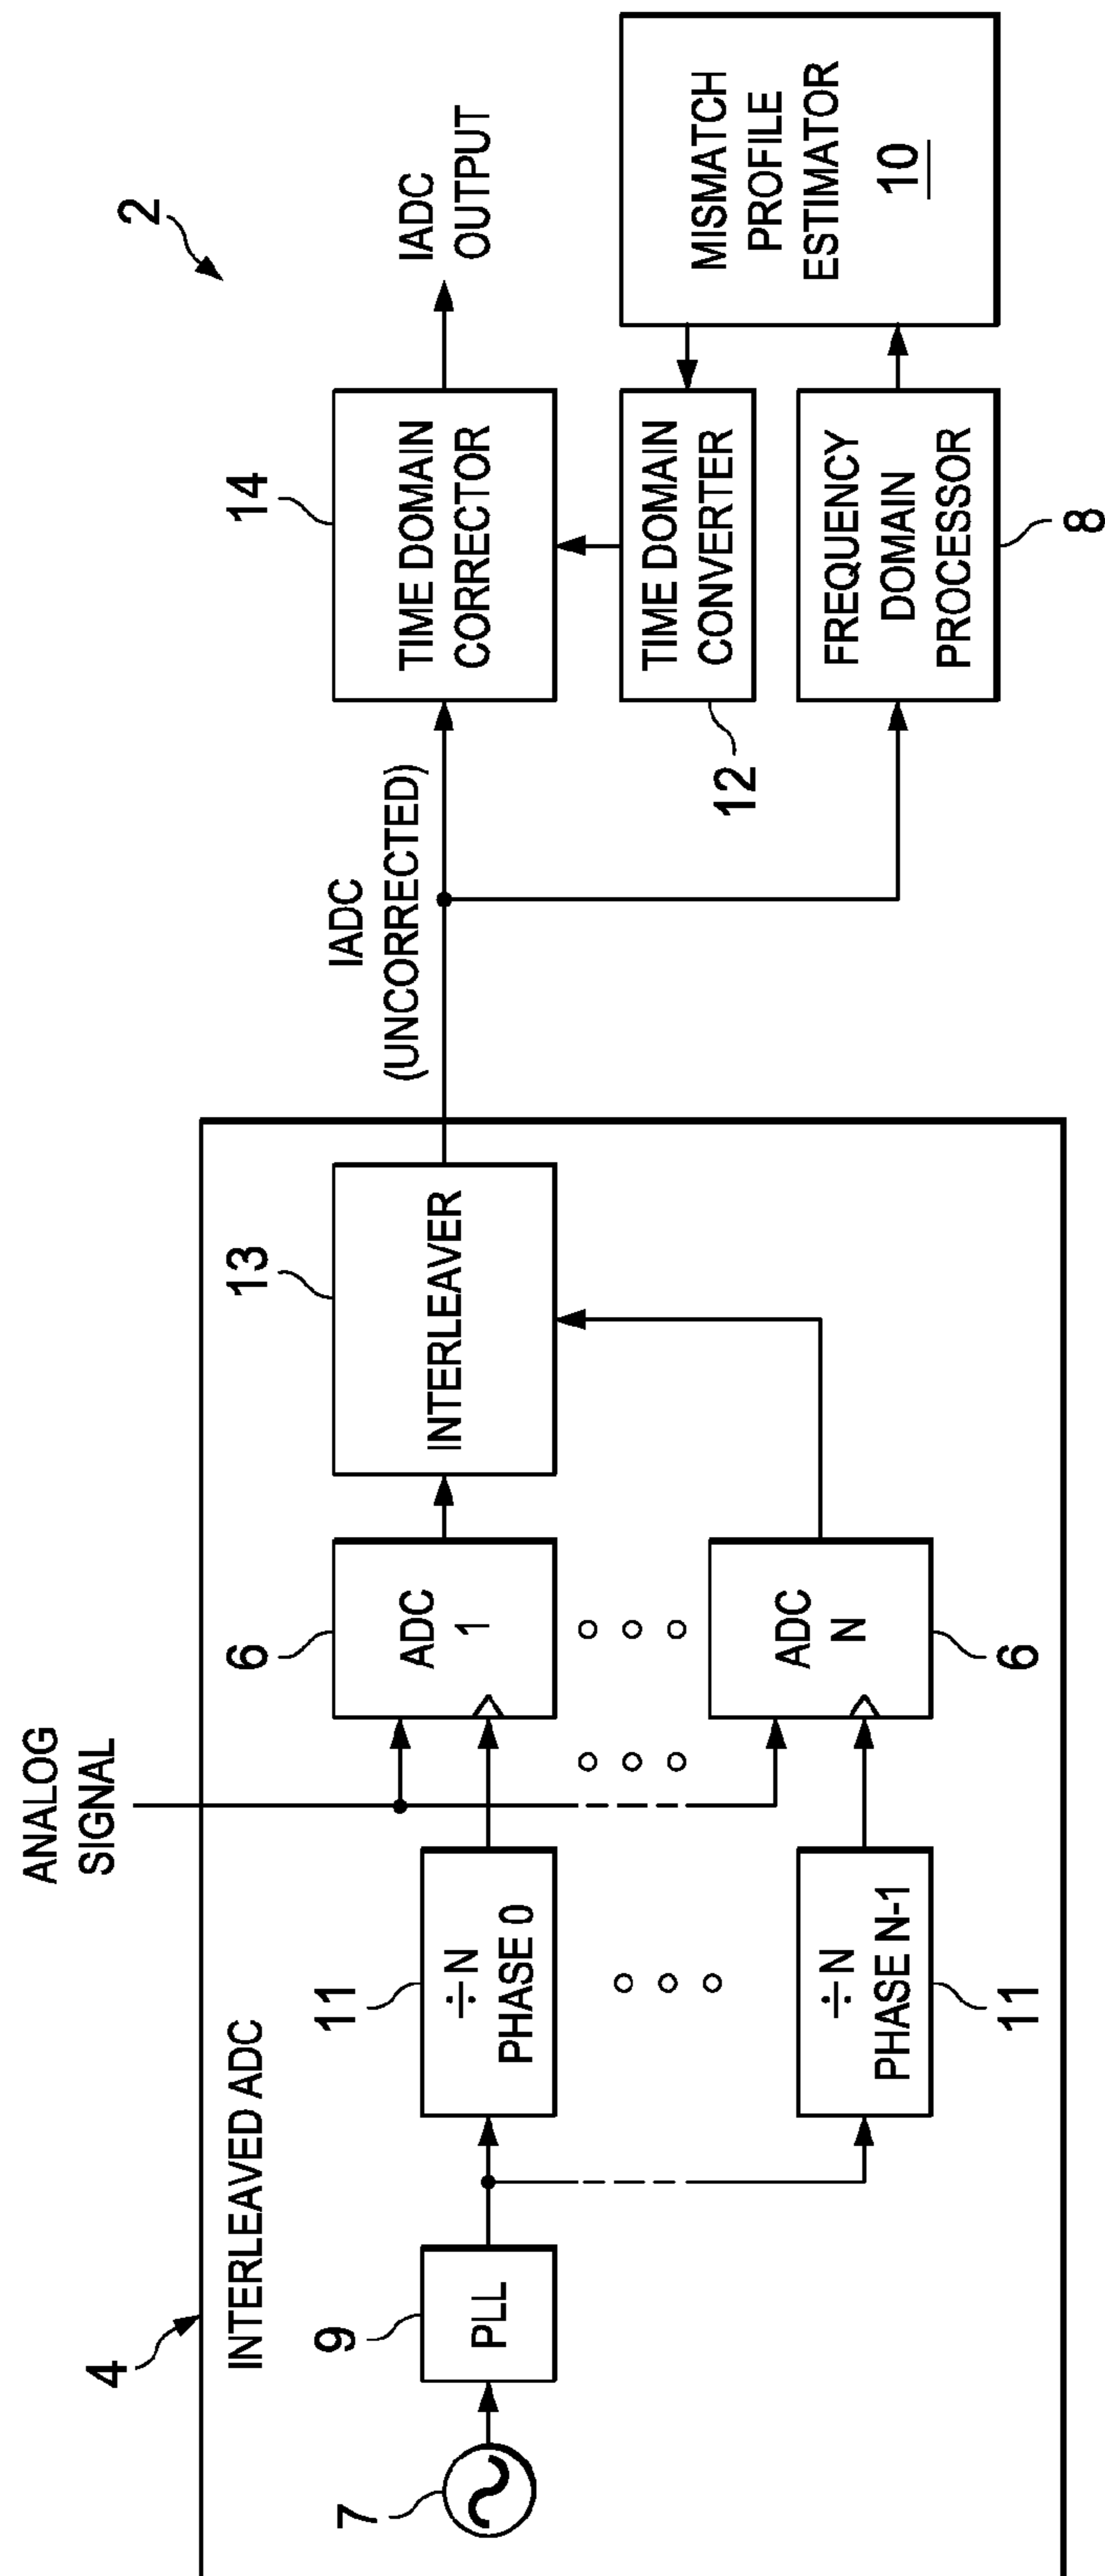 2
4
INTERLEAVED ADC
ANALOG
SIGNAL
7
9
PLL
11
÷N
PHASE 0
11
÷N
PHASE N-1
6
ADC
1
6
ADC
N
13
INTERLEAVER
IADC
(UNCORRECTED)
14
TIME DOMAIN
CORRECTOR
IADC
OUTPUT
12
TIME DOMAIN
CONVERTER
8
FREQUENCY
DOMAIN
PROCESSOR
MISMATCH
PROFILE
ESTIMATOR
10